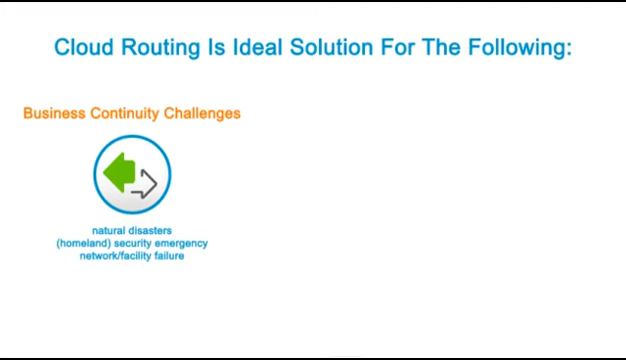 Cloud Routing Is Ideal Solution For The Following:
Business Continuity Challenges
natural disasters
(homeland) security emergency
network/facility failure